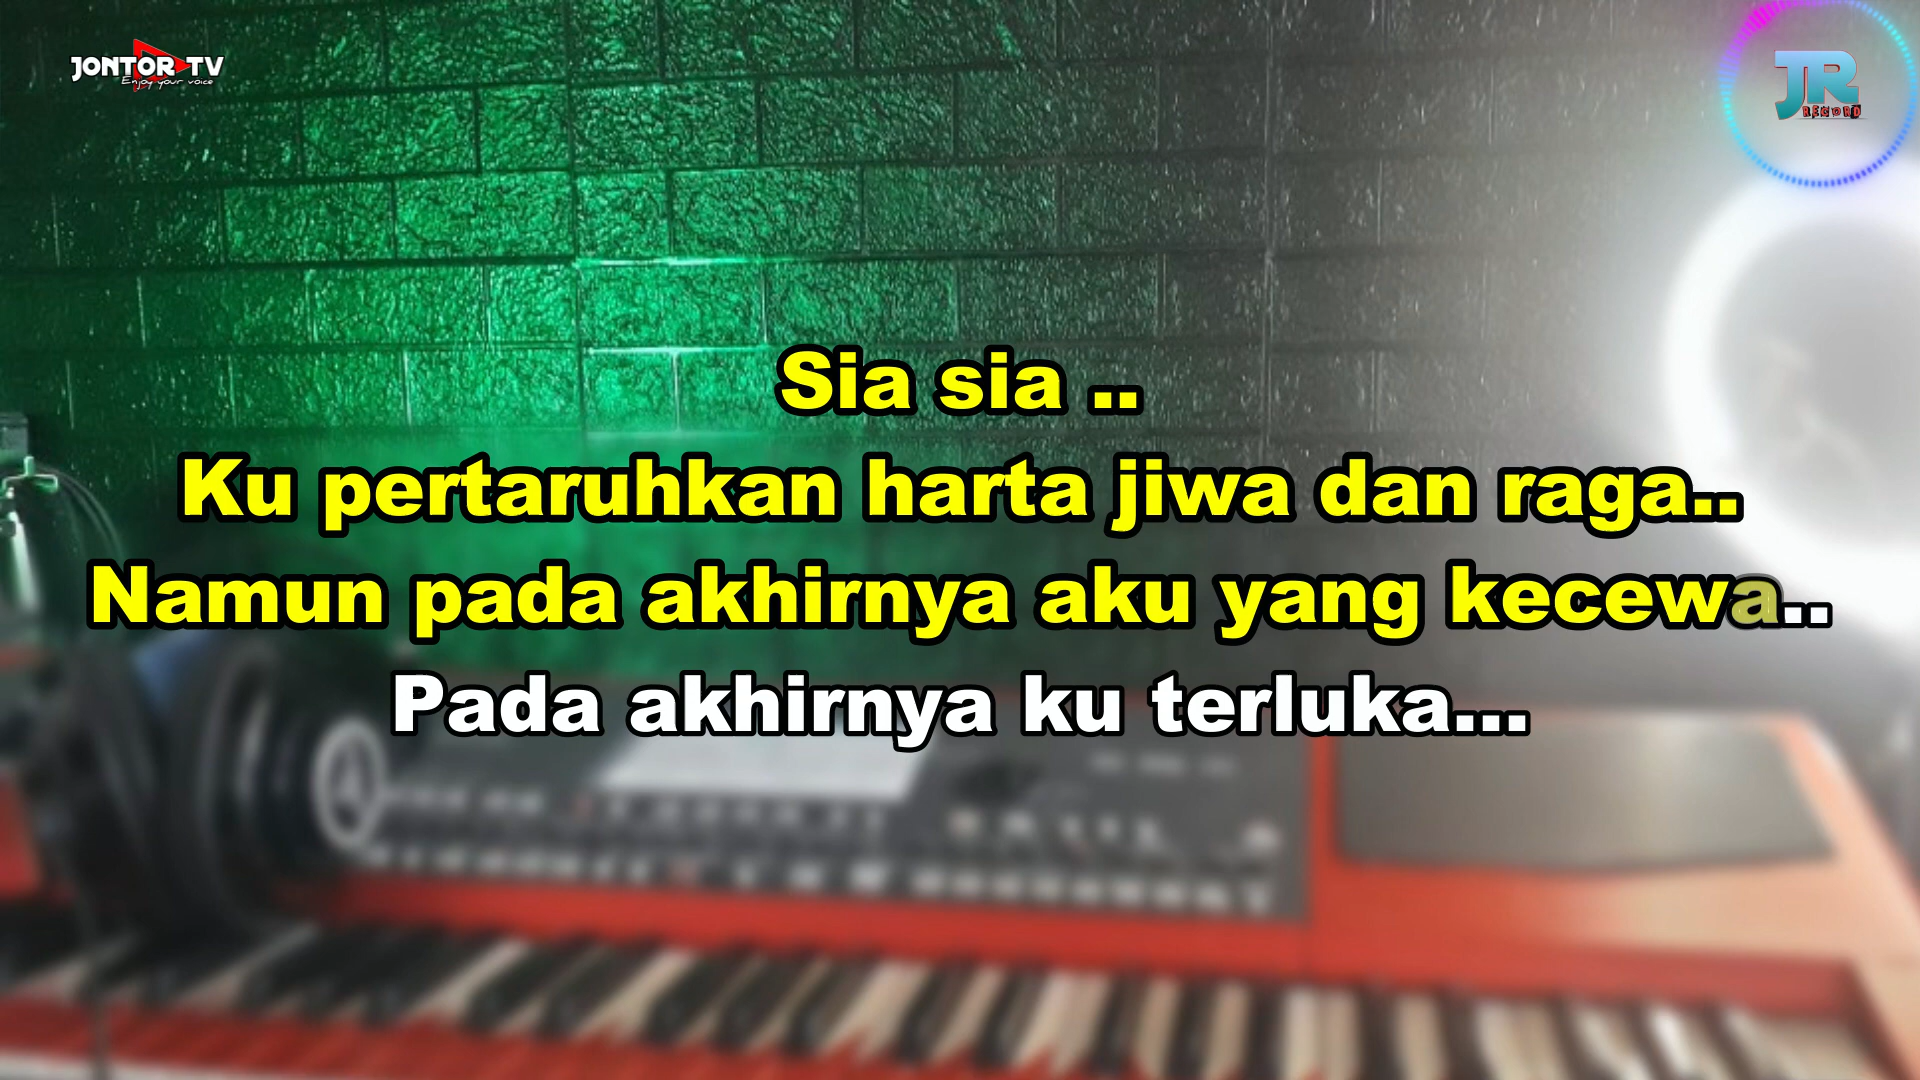 JONTOR TV
Enjoy your voice
JR
RECORD
Sia sia ..
Ku pertaruhkan harta jiwa dan raga..
Namun pada akhirnya aku yang kecewa..
Pada akhirnya ku terluka...